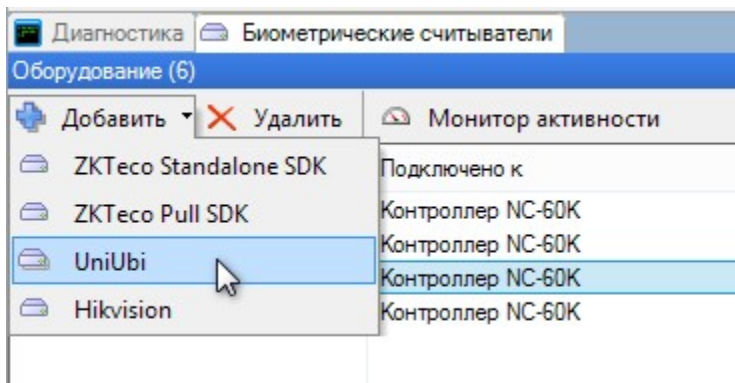 Диагностика Биометрические считыватели
Оборудование (6)
Добавить Удалить Монитор активности
ZKTeco Standalone SDK
Подключено к
ZKTeco Pull SDK
Контроллер NC-60K
UniUbi
Контроллер NC-60K
Контроллер NC-60K
Hikvision
Контроллер NC-60K